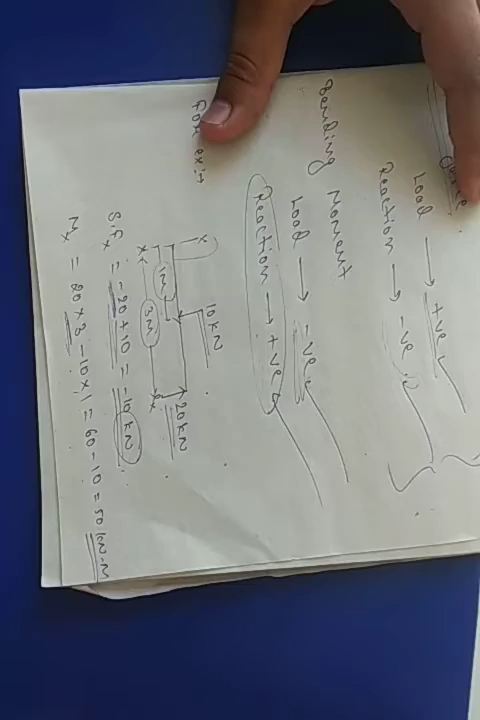 Load → +ve
Reaction → -ve
Bending Moment
Load → -ve
Reaction → +ve
For ex:→
x
10 kN
20 kN
1m
3m
x
S.Fx = -20 + 10 = -10 kN
Mx = 20 x 3 - 10 x 1 = 60 - 10 = 50 kN-M